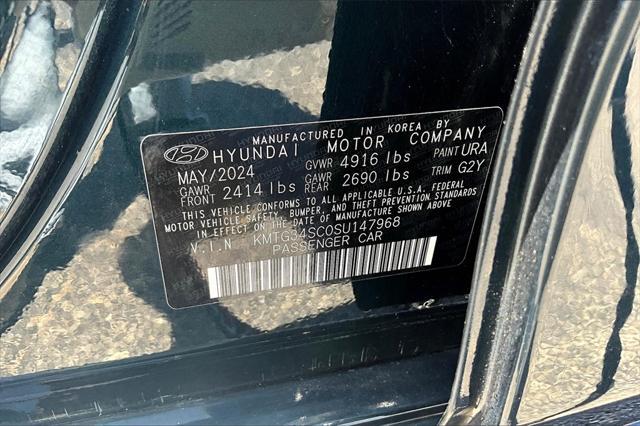 MANUFACTURED IN KOREA BY
HYUNDAI MOTOR COMPANY
MAY/2024 GVWR 4916 lbs PAINT URA
GAWR FRONT 2414 lbs GAWR REAR 2690 lbs TRIM G2Y
THIS VEHICLE CONFORMS TO ALL APPLICABLE U.S.A. FEDERAL
MOTOR VEHICLE SAFETY, BUMPER, AND THEFT PREVENTION STANDARDS
IN EFFECT ON THE DATE OF MANUFACTURE SHOWN ABOVE.
V.I.N KMTG34SC0SU147968
PASSENGER CAR